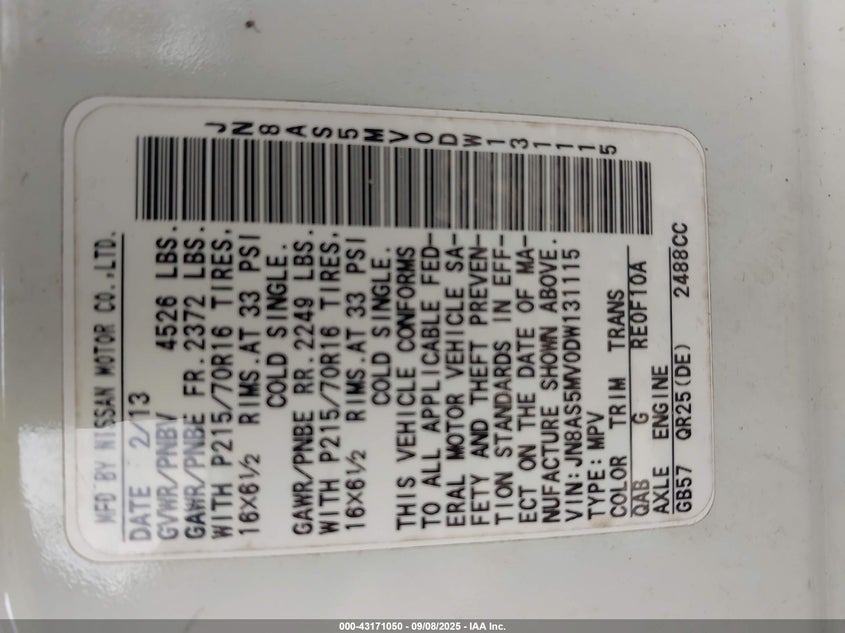 JN8AS5MV0DW131115
MFD BY NISSAN MOTOR CO.,LTD.
DATE 2/13
GVWR/PNBV 4526 LBS.
GAWR/PNBE FR. 2372 LBS.
WITH P215/70R16 TIRES,
16X6½ RIMS.AT 33 PSI
COLD SINGLE.
GAWR/PNBE RR. 2249 LBS.
WITH P215/70R16 TIRES,
16X6½ RIMS.AT 33 PSI
COLD SINGLE.
THIS VEHICLE CONFORMS
TO ALL APPLICABLE FED-
ERAL MOTOR VEHICLE SA-
FETY AND THEFT PREVEN-
TION STANDARDS IN EFF-
ECT ON THE DATE OF MA-
NUFACTURE SHOWN ABOVE.
VIN:JN8AS5MV0DW131115
TYPE:MPV
COLOR TRIM TRANS
QAB G RE0F10A
AXLE ENGINE
GB57 QR25(DE) 2488CC
000-43171050 - 09/08/2025 - IAA Inc.